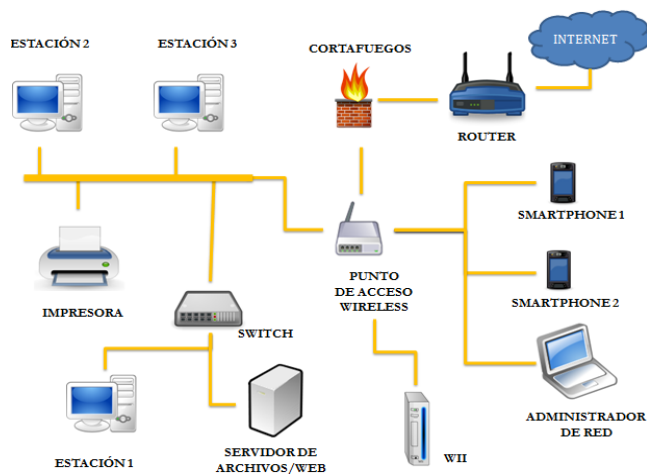 ESTACIÓN 2
ESTACIÓN 3
CORTAFUEGOS
INTERNET
ROUTER
SMARTPHONE 1
IMPRESORA
SWITCH
PUNTO
DE ACCESO
WIRELESS
SMARTPHONE 2
ESTACIÓN 1
SERVIDOR DE
ARCHIVOS/WEB
WII
ADMINISTRADOR
DE RED